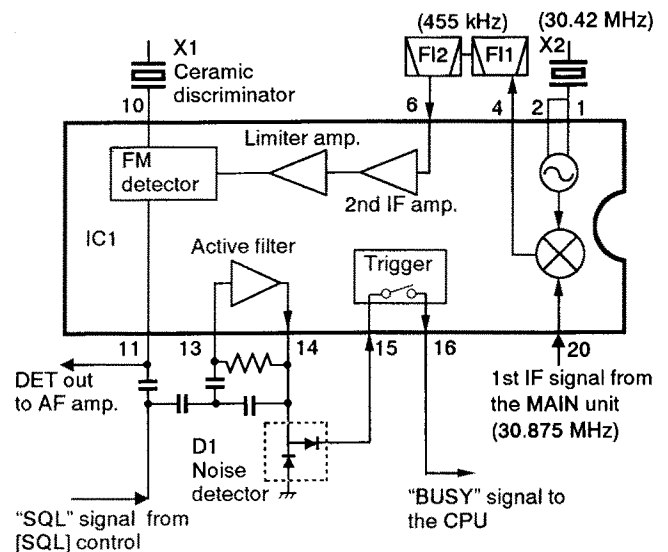 (455 kHz)
(30.42 MHz)
X1
Ceramic
discriminator
X2
FI2
FI1
10
6
4
2
1
FM
detector
Limiter amp.
2nd IF amp.
IC1
Active filter
Trigger
11
13
14
15
16
20
DET out
to AF amp.
1st IF signal from
the MAIN unit
(30.875 MHz)
D1
Noise
detector
"SQL" signal from
[SQL] control
"BUSY" signal to
the CPU